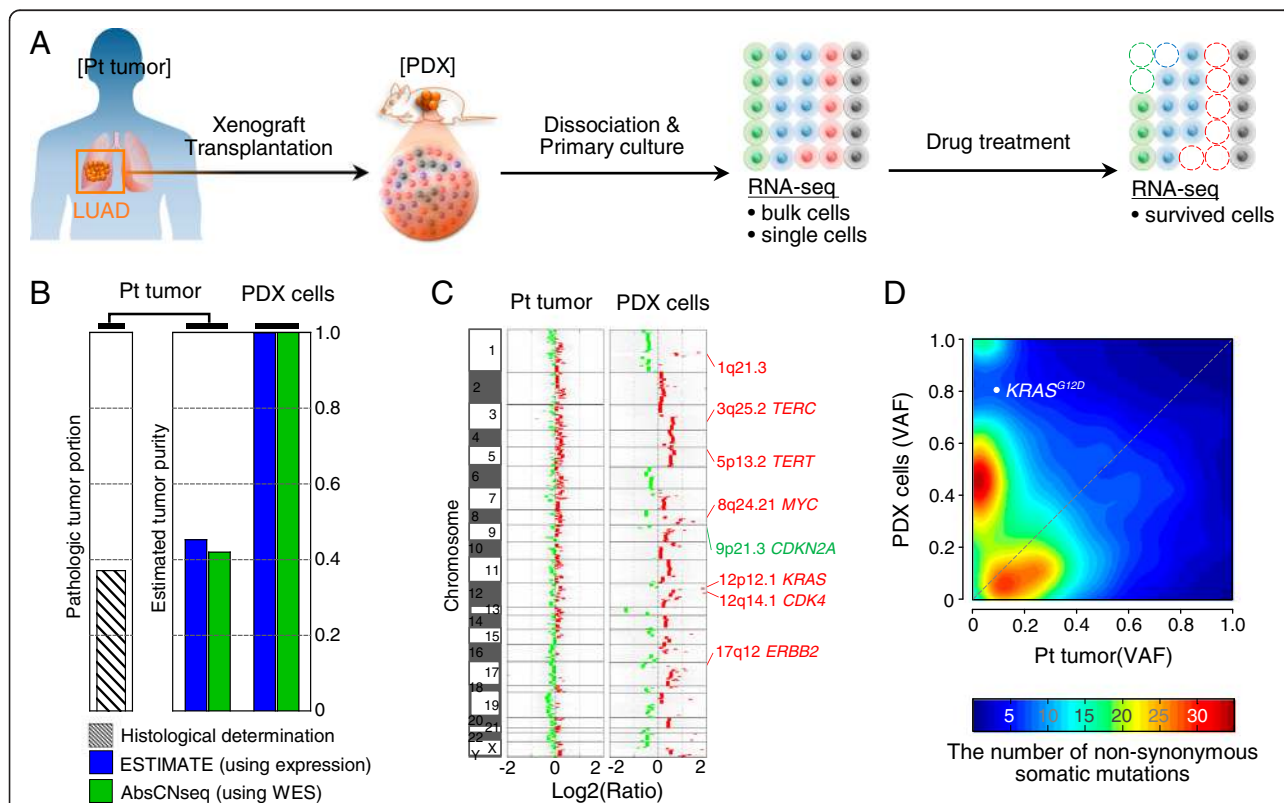 A
[Pt tumor]
LUAD
Xenograft
Transplantation
[PDX]
Dissociation &
Primary culture
RNA-seq
• bulk cells
• single cells
Drug treatment
RNA-seq
• survived cells
B
Pt tumor
PDX cells
Pathologic tumor portion
Estimated tumor purity
1.0
0.8
0.6
0.4
0.2
0
Histological determination
ESTIMATE (using expression)
AbsCNseq (using WES)
C
Pt tumor
PDX cells
Chromosome
1
2
3
4
5
6
7
8
9
10
11
12
13
14
15
16
17
18
19
20
21
22
X
Y
1q21.3
3q25.2 TERC
5p13.2 TERT
8q24.21 MYC
9p21.3 CDKN2A
12p12.1 KRAS
12q14.1 CDK4
17q12 ERBB2
-2 0 2 -2 0 2
Log2(Ratio)
D
PDX cells (VAF)
1.0
0.8
0.6
0.4
0.2
0
KRAS^G12D
0 0.2 0.4 0.6 0.8 1.0
Pt tumor(VAF)
5 10 15 20 25 30
The number of non-synonymous
somatic mutations